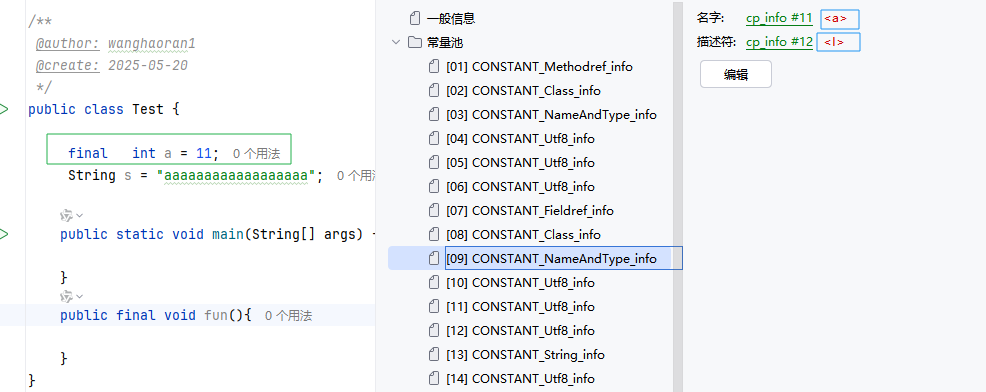 /**
@author: wanghaoran1
@create: 2025-05-20
*/
public class Test {
final int a = 11; 0 个用法
String s = "aaaaaaaaaaaaaaaaaa"; 0 个用法
public static void main(String[] args)
}
public final void fun(){ 0 个用法
}
}
一般信息
常量池
[01] CONSTANT_Methodref_info
[02] CONSTANT_Class_info
[03] CONSTANT_NameAndType_info
[04] CONSTANT_Utf8_info
[05] CONSTANT_Utf8_info
[06] CONSTANT_Utf8_info
[07] CONSTANT_Fieldref_info
[08] CONSTANT_Class_info
[09] CONSTANT_NameAndType_info
[10] CONSTANT_Utf8_info
[11] CONSTANT_Utf8_info
[12] CONSTANT_Utf8_info
[13] CONSTANT_String_info
[14] CONSTANT_Utf8_info
名字: cp_info #11 <a>
描述符: cp_info #12 <I>
编辑